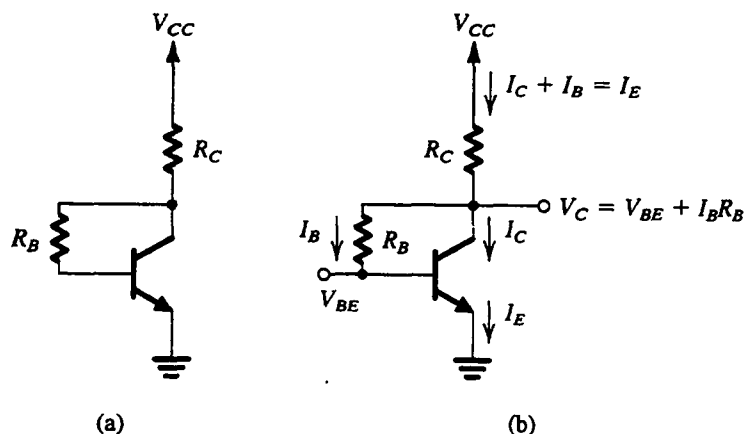 V_CC
R_C
R_B
(a)
V_CC
I_C + I_B = I_E
R_C
V_C = V_BE + I_B R_B
I_B
R_B
I_C
V_BE
I_E
(b)